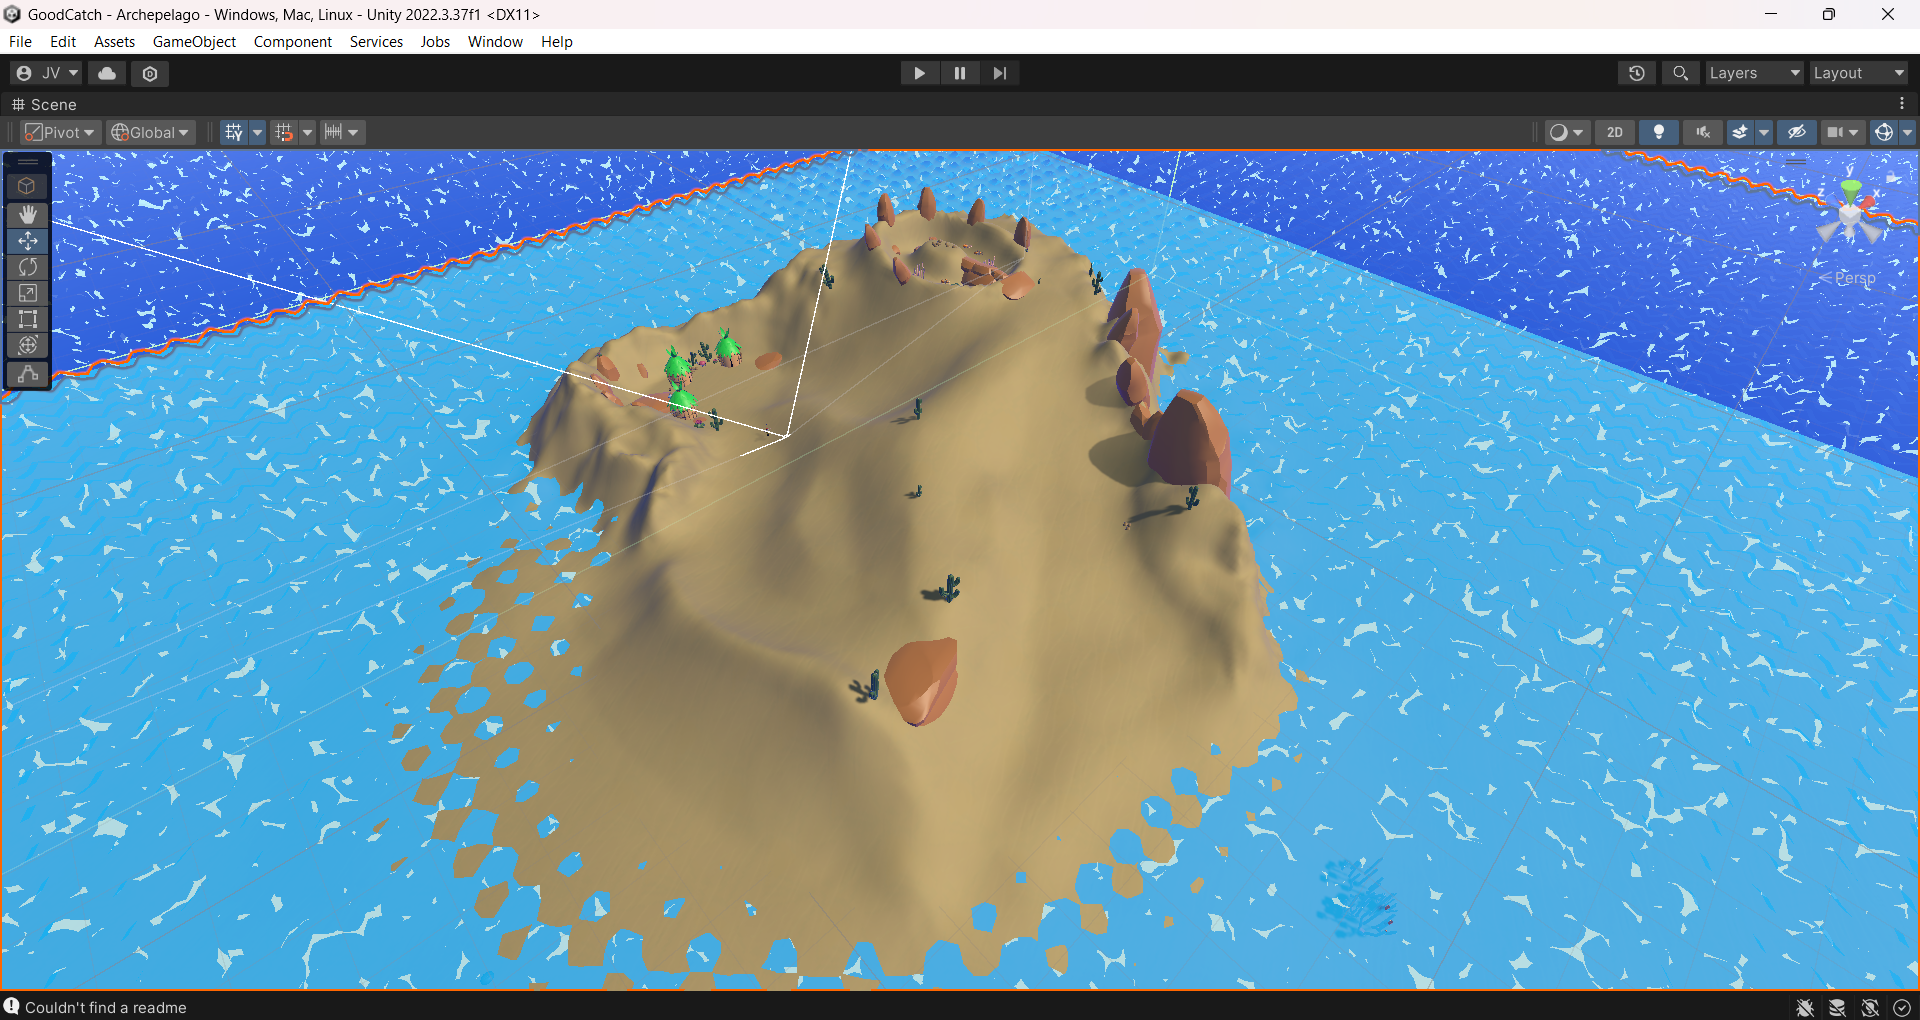 GoodCatch - Archepelago - Windows, Mac, Linux - Unity 2022.3.37f1 <DX11>
File Edit Assets GameObject Component Services Jobs Window Help
JV Layers Layout
Scene
Pivot Global 2D
y
z x
Persp
Couldn't find a readme